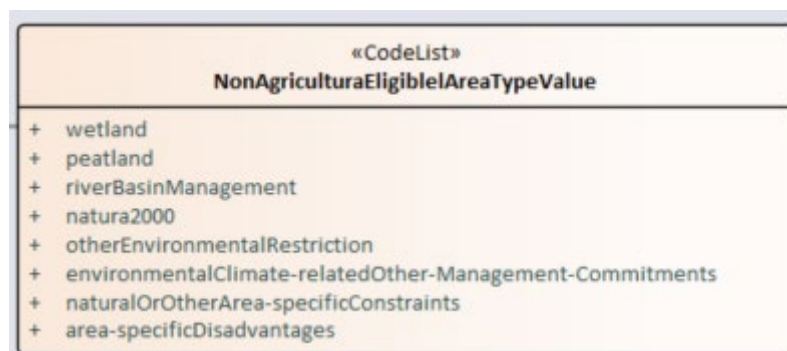 «CodeList»
NonAgriculturaEligiblelAreaTypeValue
+ wetland
+ peatland
+ riverBasinManagement
+ natura2000
+ otherEnvironmentalRestriction
+ environmentalClimate-relatedOther-Management-Commitments
+ naturalOrOtherArea-specificConstraints
+ area-specificDisadvantages